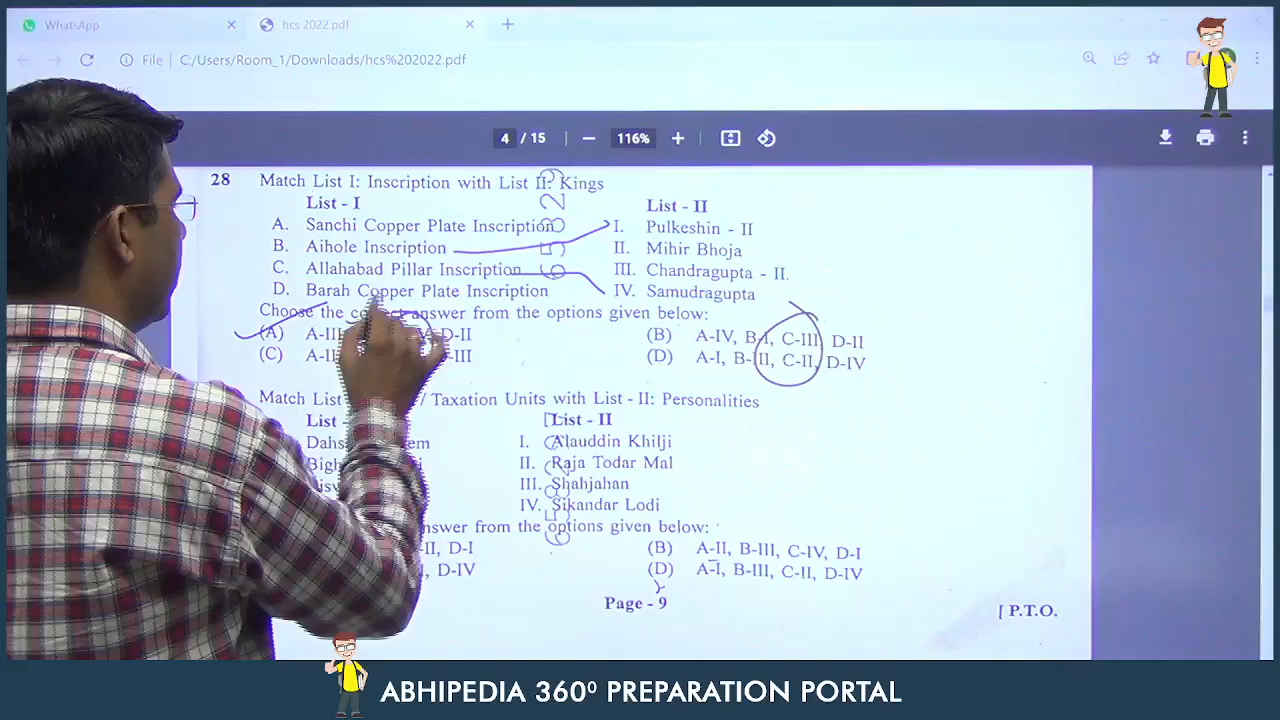 WhatsApp
hcs 2022.pdf
File C:/Users/Room_1/Downloads/hcs%202022.pdf
4 / 15 116%
28 Match List I: Inscription with List II: Kings
List - I List - II
A. Sanchi Copper Plate Inscription I. Pulkeshin - II
B. Aihole Inscription II. Mihir Bhoja
C. Allahabad Pillar Inscription III. Chandragupta - II.
D. Barah Copper Plate Inscription IV. Samudragupta
Choose the correct answer from the options given below:
(A) D-II (B) A-IV, B-I, C-III, D-II
(C) (D) A-I, B-III, C-II, D-IV
Match List / Taxation Units with List - II: Personalities
List List - II
I. Alauddin Khilji
II. Raja Todar Mal
III. Shahjahan
IV. Sikandar Lodi
answer from the options given below:
D-I (B) A-II, B-III, C-IV, D-I
D-IV (D) A-I, B-III, C-II, D-IV
Page - 9
[ P.T.O.
ABHIPEDIA 360⁰ PREPARATION PORTAL